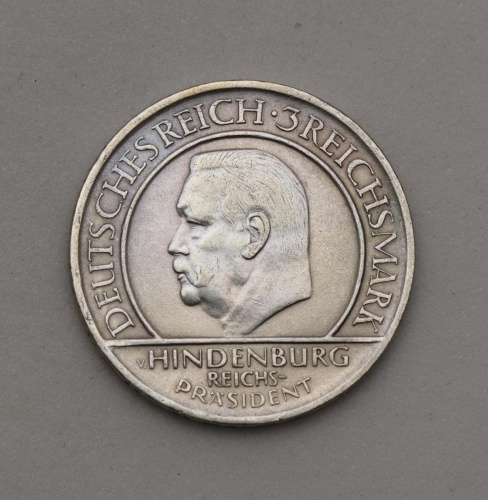 DEUTSCHES REICH · 3 REICHSMARK
v HINDENBURG
REICHS-
PRÄSIDENT